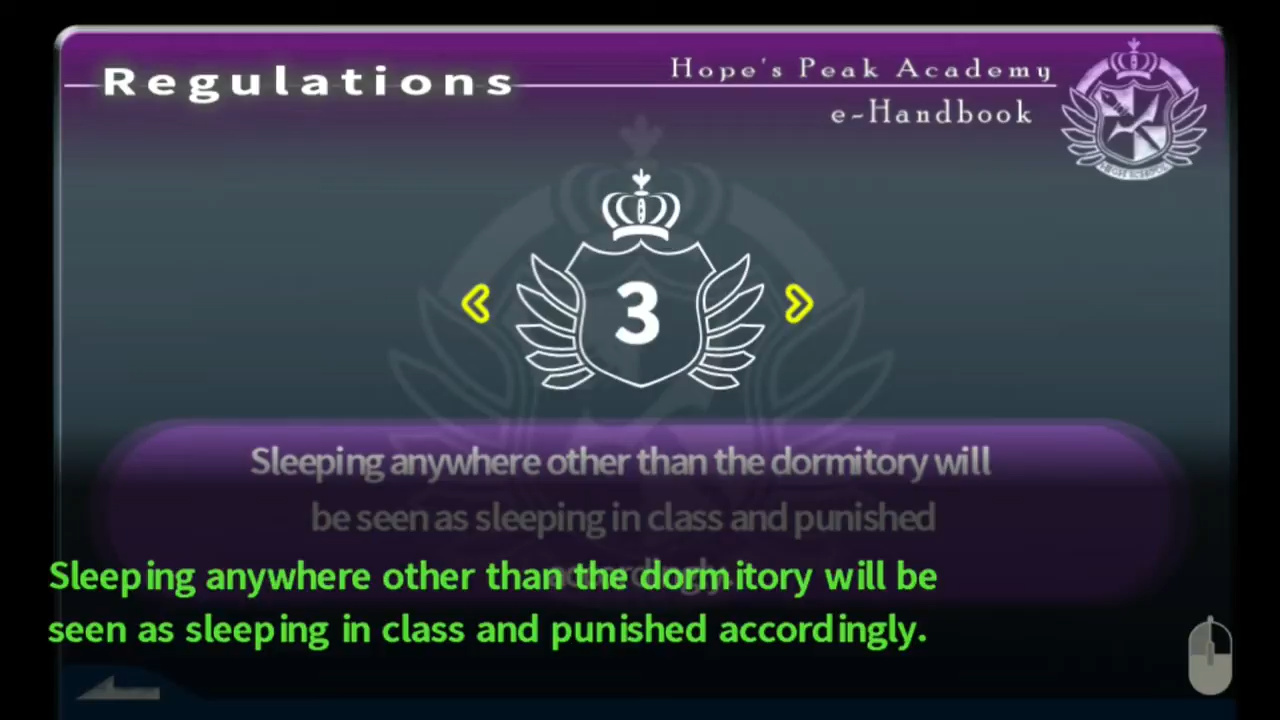 Regulations
Hope's Peak Academy
e-Handbook
3
Sleeping anywhere other than the dormitory will
be seen as sleeping in class and punished
accordingly.
Sleeping anywhere other than the dormitory will be
seen as sleeping in class and punished accordingly.